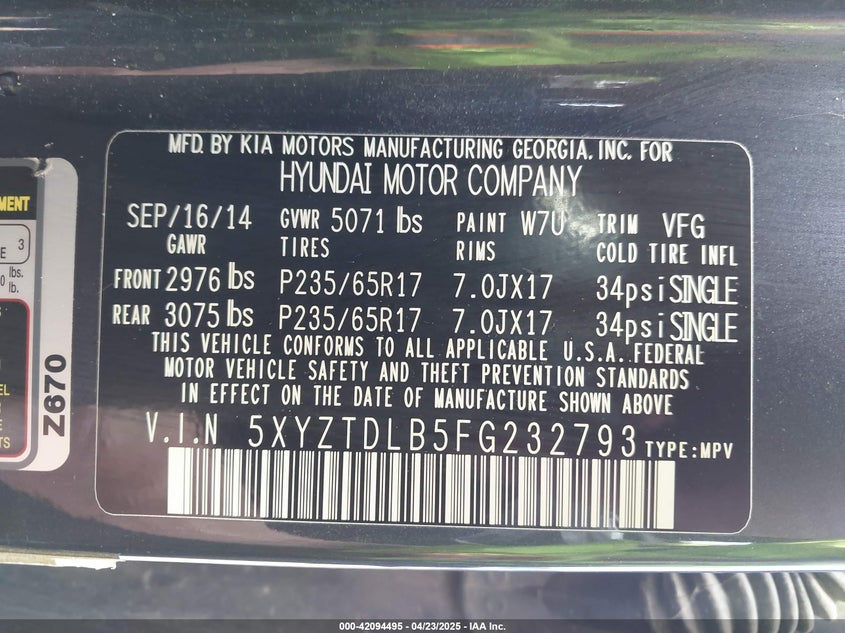 MFD. BY KIA MOTORS MANUFACTURING GEORGIA, INC. FOR
HYUNDAI MOTOR COMPANY
SEP/16/14 GVWR 5071 lbs PAINT W7U TRIM VFG
GAWR TIRES RIMS COLD TIRE INFL
FRONT 2976 lbs P235/65R17 7.0JX17 34psi SINGLE
REAR 3075 lbs P235/65R17 7.0JX17 34psi SINGLE
THIS VEHICLE CONFORMS TO ALL APPLICABLE U.S.A. FEDERAL
MOTOR VEHICLE SAFETY AND THEFT PREVENTION STANDARDS
IN EFFECT ON THE DATE OF MANUFACTURE SHOWN ABOVE
V.I.N 5XYZTDLB5FG232793 TYPE:MPV
3
lbs.
lb.
Z670
000-42094495 - 04/23/2025 - IAA Inc.